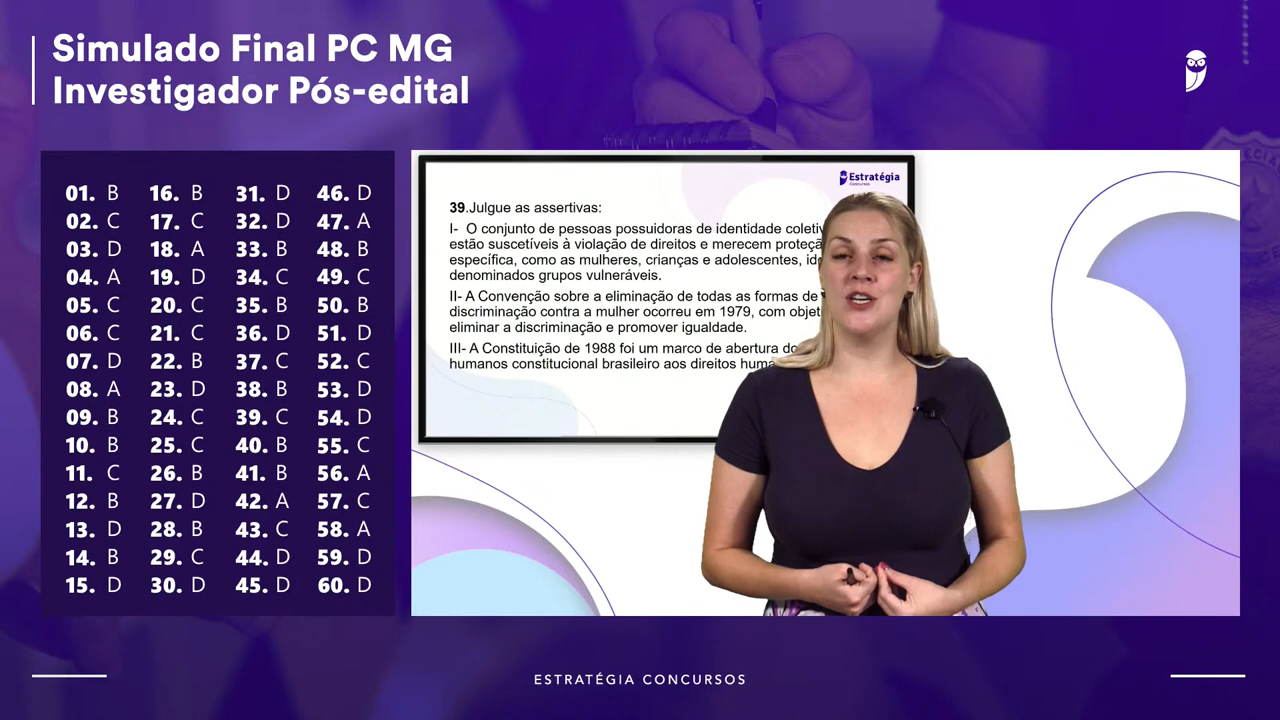 Simulado Final PC MG
Investigador Pós-edital
01. B 16. B 31. D 46. D
02. C 17. C 32. D 47. A
03. D 18. A 33. B 48. B
04. A 19. D 34. C 49. C
05. C 20. C 35. B 50. B
06. C 21. C 36. D 51. D
07. D 22. B 37. C 52. C
08. A 23. D 38. B 53. D
09. B 24. C 39. C 54. D
10. B 25. C 40. B 55. C
11. C 26. B 41. B 56. A
12. B 27. D 42. A 57. C
13. D 28. B 43. C 58. A
14. B 29. C 44. D 59. D
15. D 30. D 45. D 60. D
Estratégia
Concursos
39.Julgue as assertivas:
I- O conjunto de pessoas possuidoras de identidade
estão suscetíveis à violação de direitos e merecem
específica, como as mulheres, crianças e adolescentes,
denominados grupos vulneráveis.
II- A Convenção sobre a eliminação de todas as formas de
discriminação contra a mulher ocorreu em 1979, com
eliminar a discriminação e promover igualdade.
III- A Constituição de 1988 foi um marco de abertura
humanos constitucional brasileiro aos direitos
ESTRATÉGIA CONCURSOS